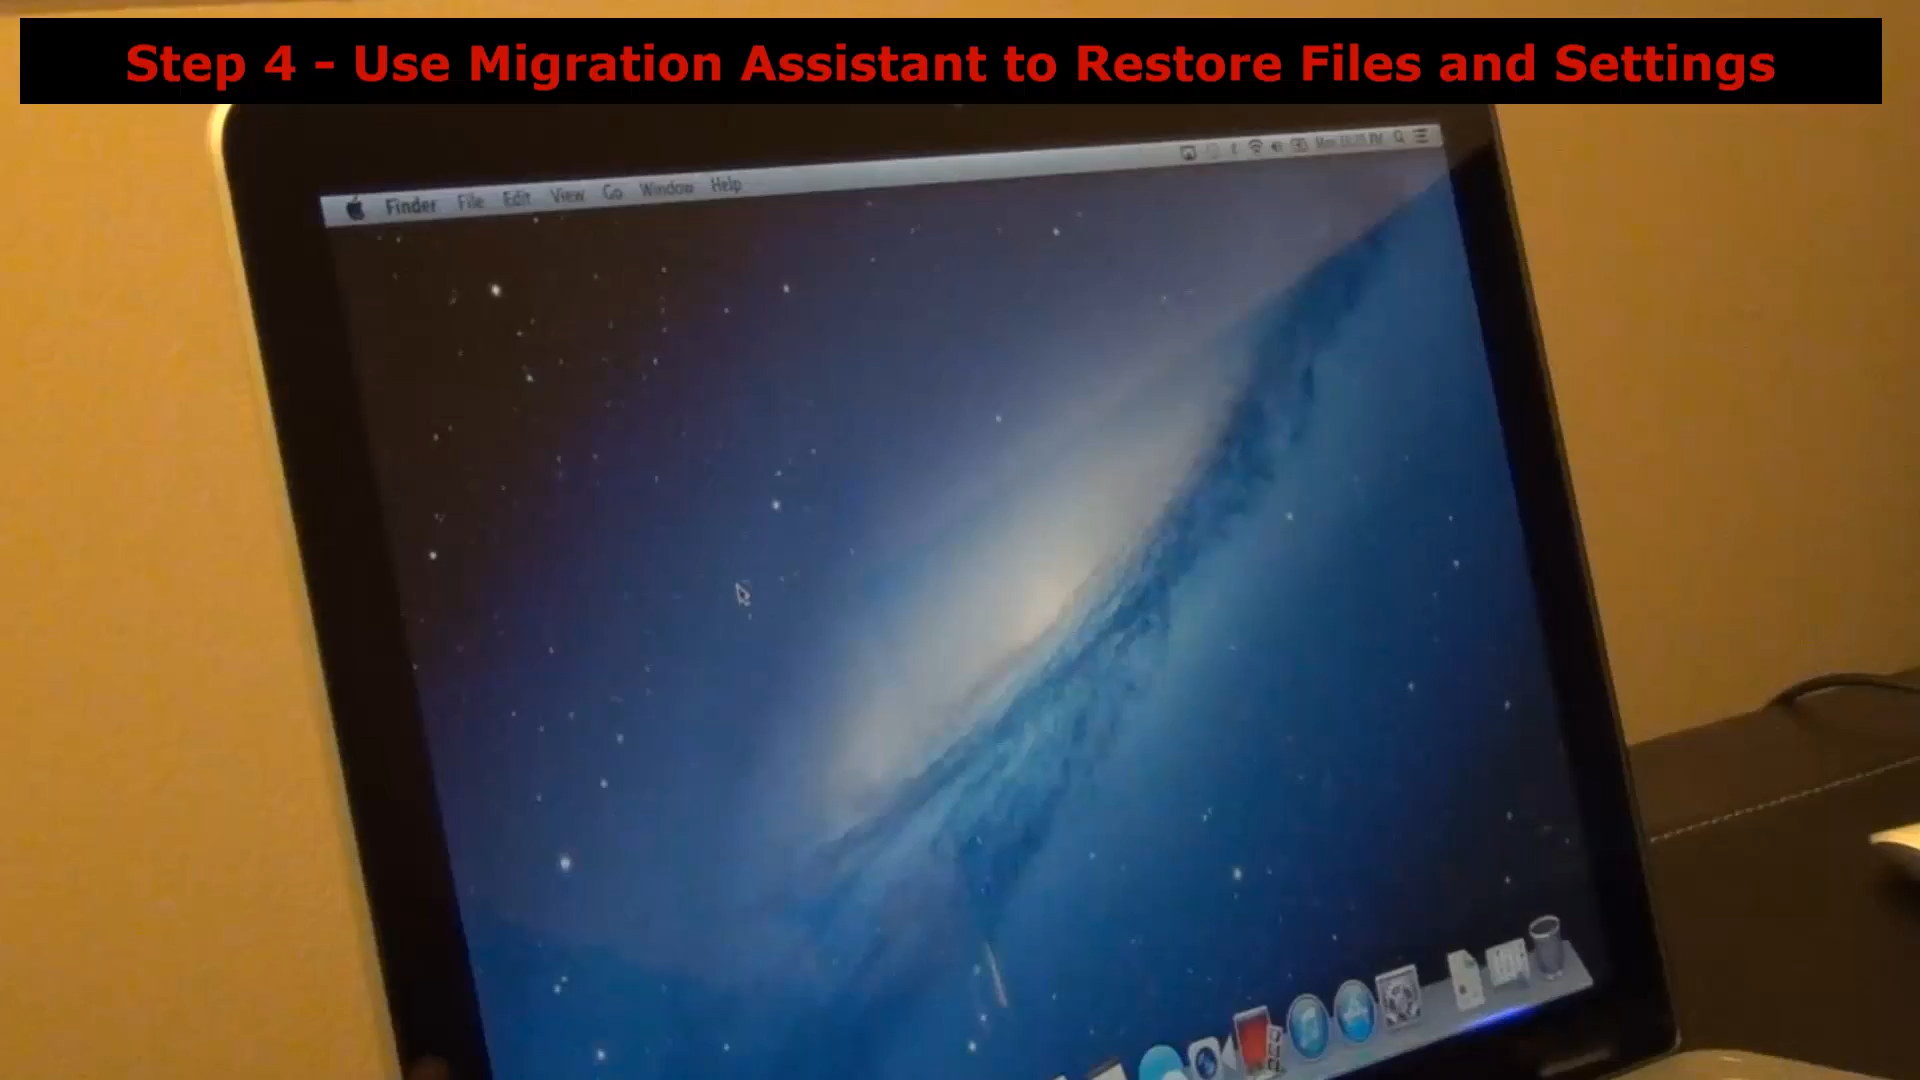 Step 4 - Use Migration Assistant to Restore Files and Settings
Finder File Edit View Go Window Help